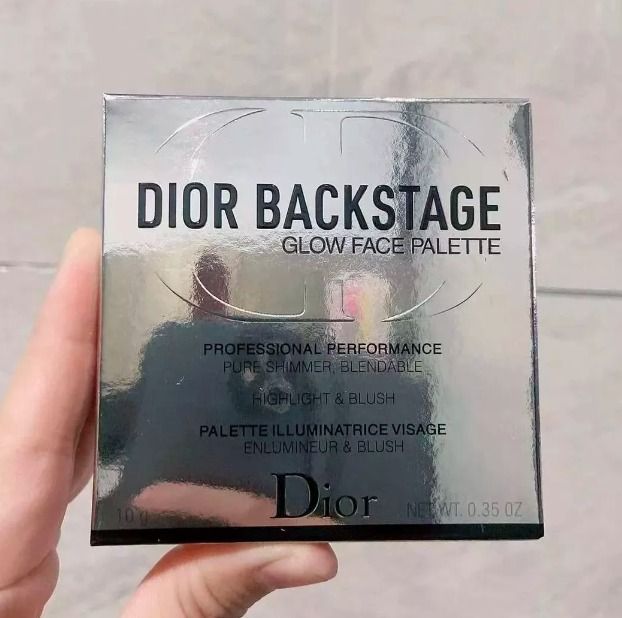 DIOR BACKSTAGE
GLOW FACE PALETTE
PROFESSIONAL PERFORMANCE
PURE SHIMMER, BLENDABLE
HIGHLIGHT & BLUSH
PALETTE ILLUMINATRICE VISAGE
ENLUMINEUR & BLUSH
10 g Dior NET WT. 0.35 OZ